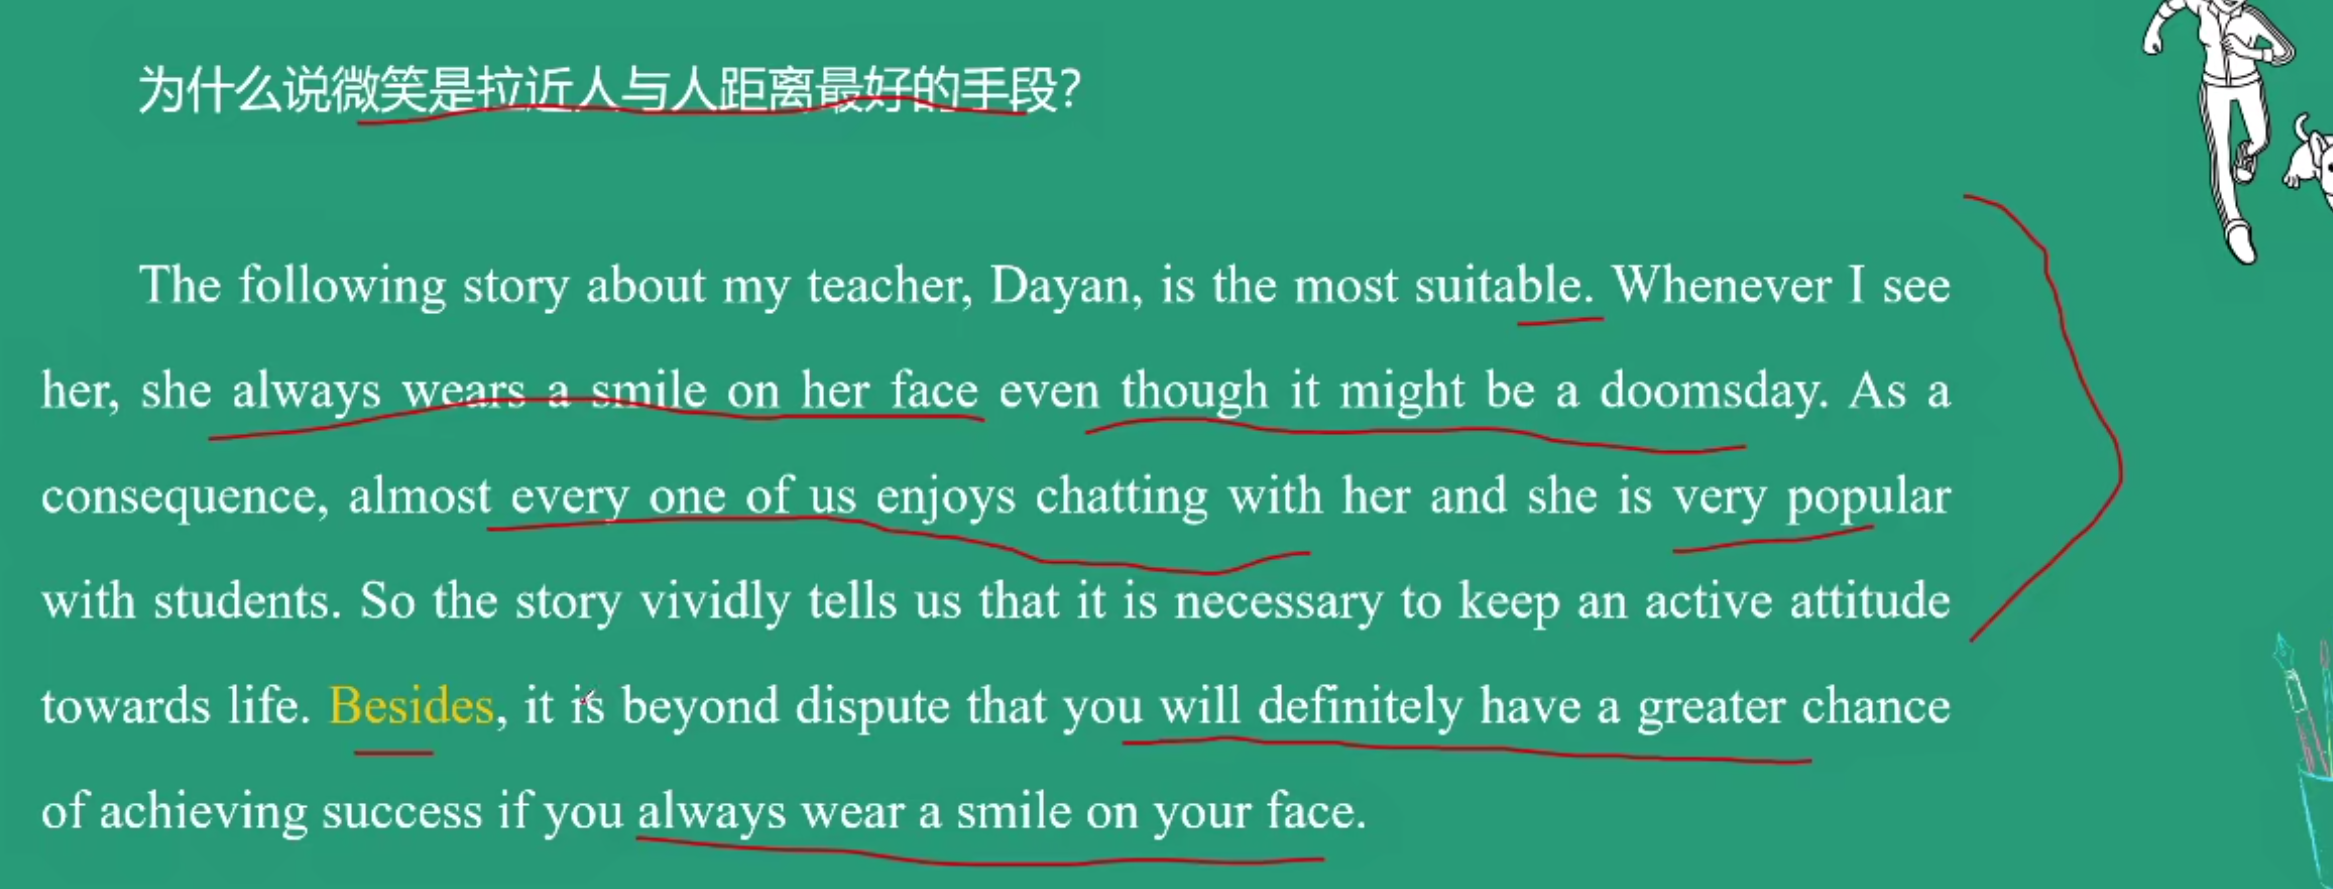 为什么说微笑是拉近人与人距离最好的手段？
The following story about my teacher, Dayan, is the most suitable. Whenever I see
her, she always wears a smile on her face even though it might be a doomsday. As a
consequence, almost every one of us enjoys chatting with her and she is very popular
with students. So the story vividly tells us that it is necessary to keep an active attitude
towards life. Besides, it is beyond dispute that you will definitely have a greater chance
of achieving success if you always wear a smile on your face.